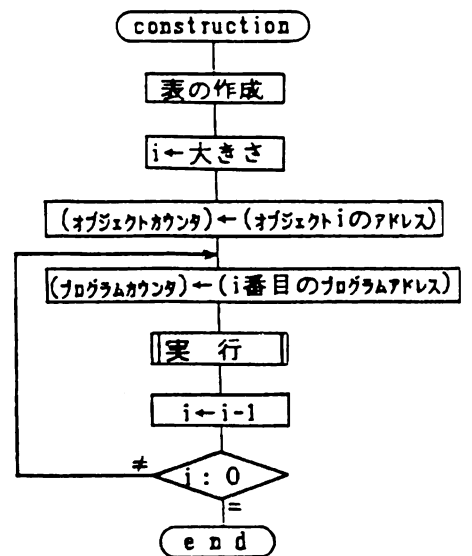 construction
表の作成
i←大きさ
(オブジェクトカウンタ)←(オブジェクトiのアドレス)
(プログラムカウンタ)←(i番目のプログラムアドレス)
実 行
i←i-1
≠
i : 0
=
end